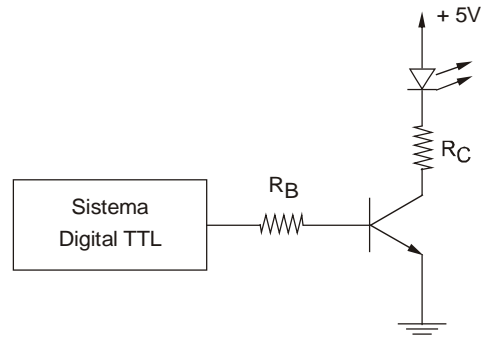 + 5V
R_C
R_B
Sistema
Digital TTL